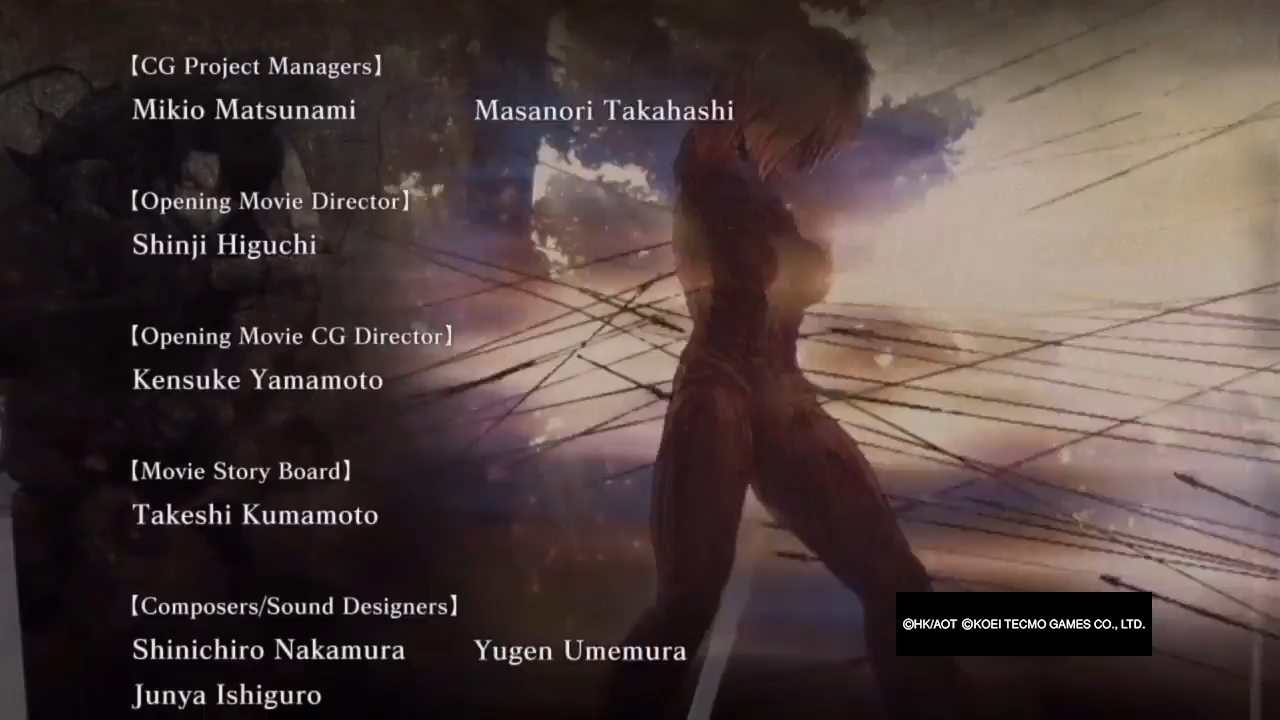 【CG Project Managers】
Mikio Matsunami Masanori Takahashi
【Opening Movie Director】
Shinji Higuchi
【Opening Movie CG Director】
Kensuke Yamamoto
【Movie Story Board】
Takeshi Kumamoto
【Composers/Sound Designers】
Shinichiro Nakamura Yugen Umemura
Junya Ishiguro
©HK/AOT ©KOEI TECMO GAMES CO., LTD.